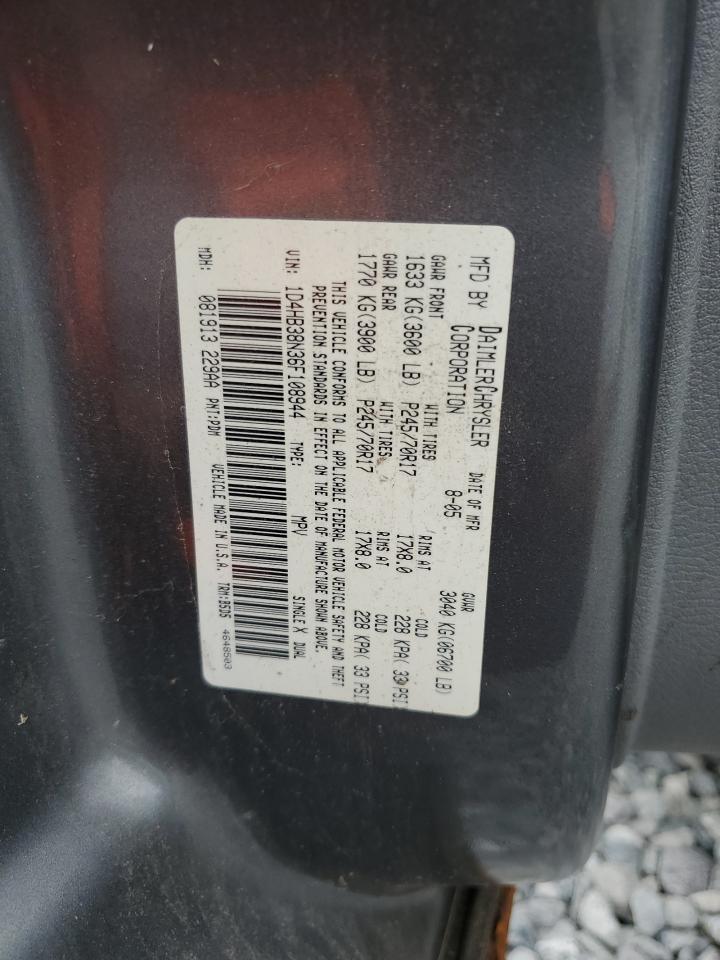 MFD BY DAIMLERCHRYSLER CORPORATION
DATE OF MFR 8-05
GVWR 3040 KG(06700 LB)
GAWR FRONT WITH TIRES RIMS AT COLD
1633 KG(3600 LB) P245/70R17 17X8.0 228 KPA( 33 PSI)
GAWR REAR WITH TIRES RIMS AT COLD
1770 KG(3900 LB) P245/70R17 17X8.0 228 KPA( 33 PSI)
THIS VEHICLE CONFORMS TO ALL APPLICABLE FEDERAL MOTOR VEHICLE SAFETY AND THEFT
PREVENTION STANDARDS IN EFFECT ON THE DATE OF MANUFACTURE SHOWN ABOVE.
VIN: 1D4HB38N36F108944 TYPE: MPV SINGLE X DUAL
MDH: 081913 229AA PNT:PDM VEHICLE MADE IN U.S.A. TRM:B5D5 4648503